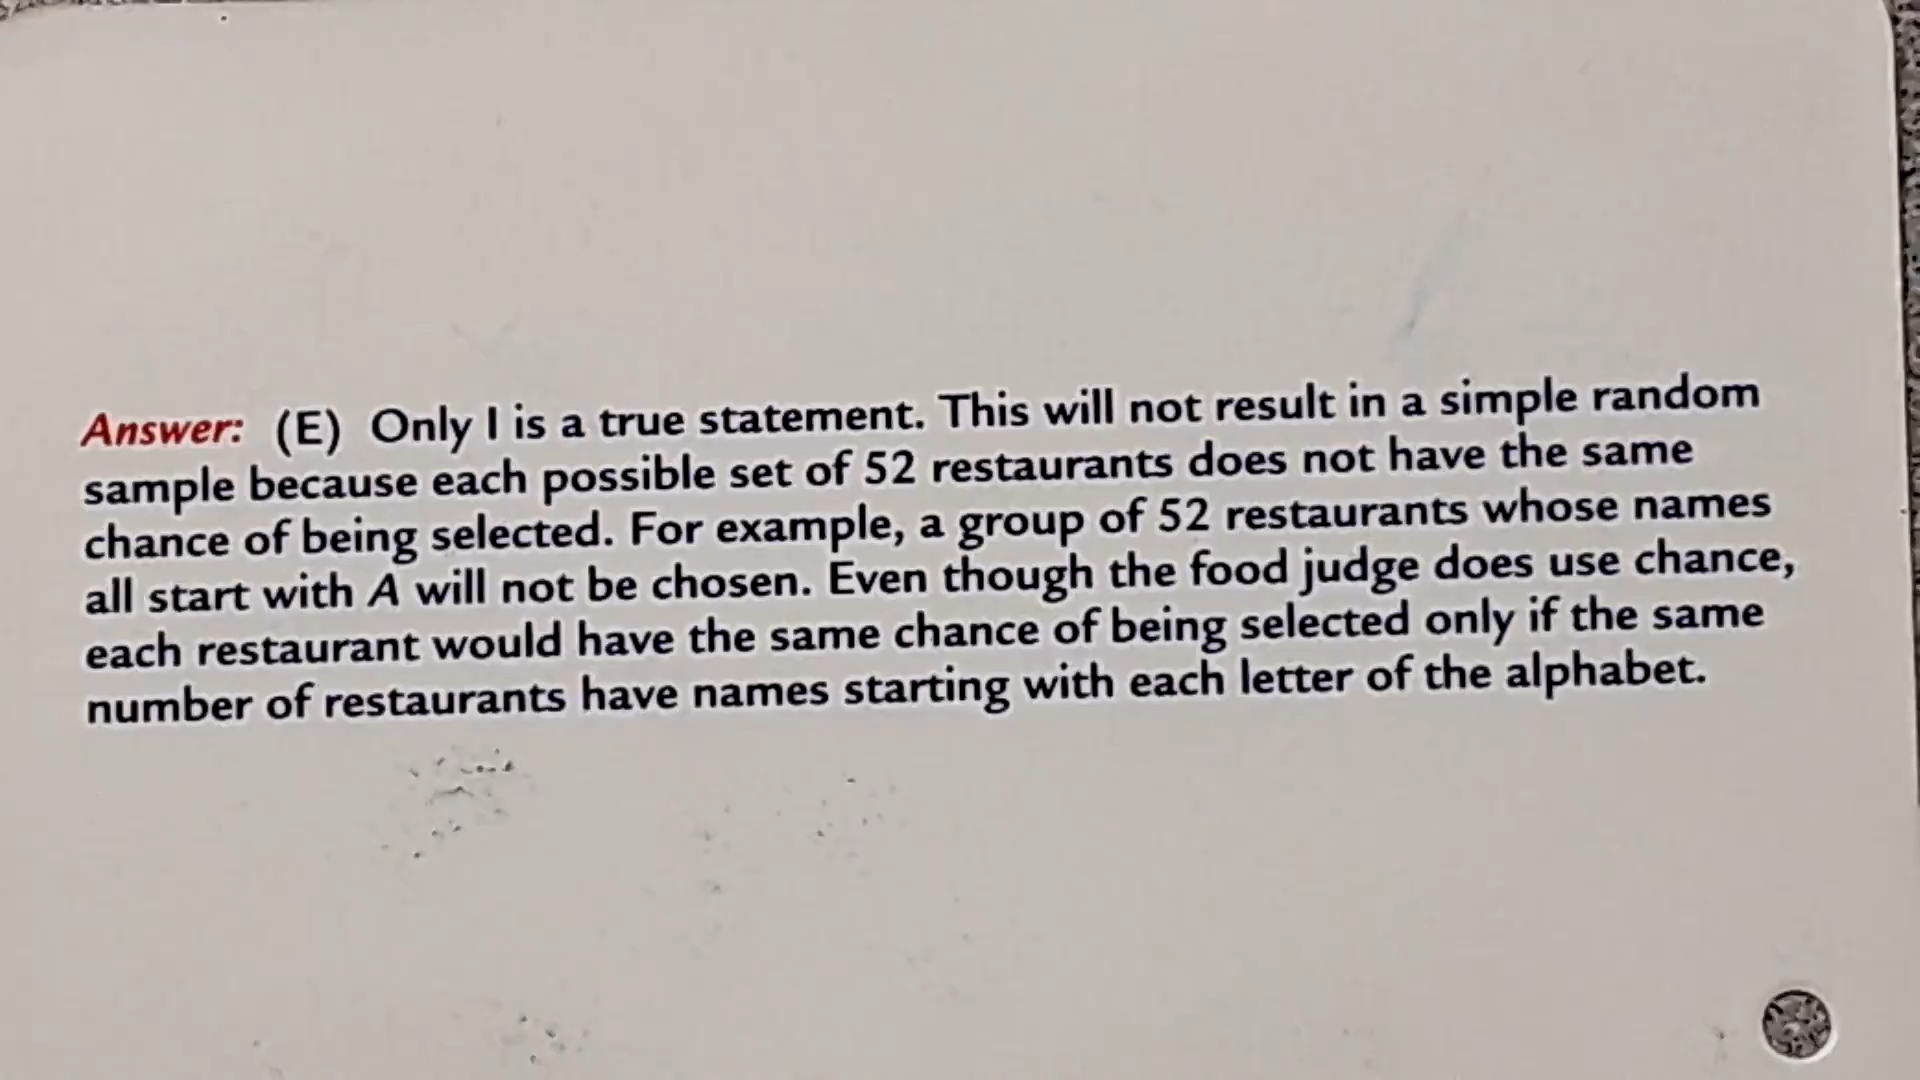 Answer: (E) Only I is a true statement. This will not result in a simple random
sample because each possible set of 52 restaurants does not have the same
chance of being selected. For example, a group of 52 restaurants whose names
all start with A will not be chosen. Even though the food judge does use chance,
each restaurant would have the same chance of being selected only if the same
number of restaurants have names starting with each letter of the alphabet.